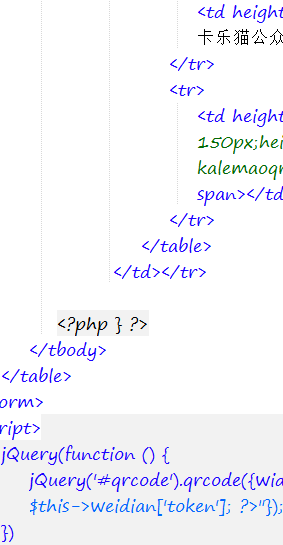 <td height
卡乐猫公众
</tr>
<tr>
<td height
150px;hei
kalemaoqr
span></td
</tr>
</table>
</td></tr>
<?php } ?>
</tbody>
</table>
orm>
ript>
jQuery(function () {
jQuery('#qrcode').qrcode({wid
$this->weidian['token']; ?>"});
})